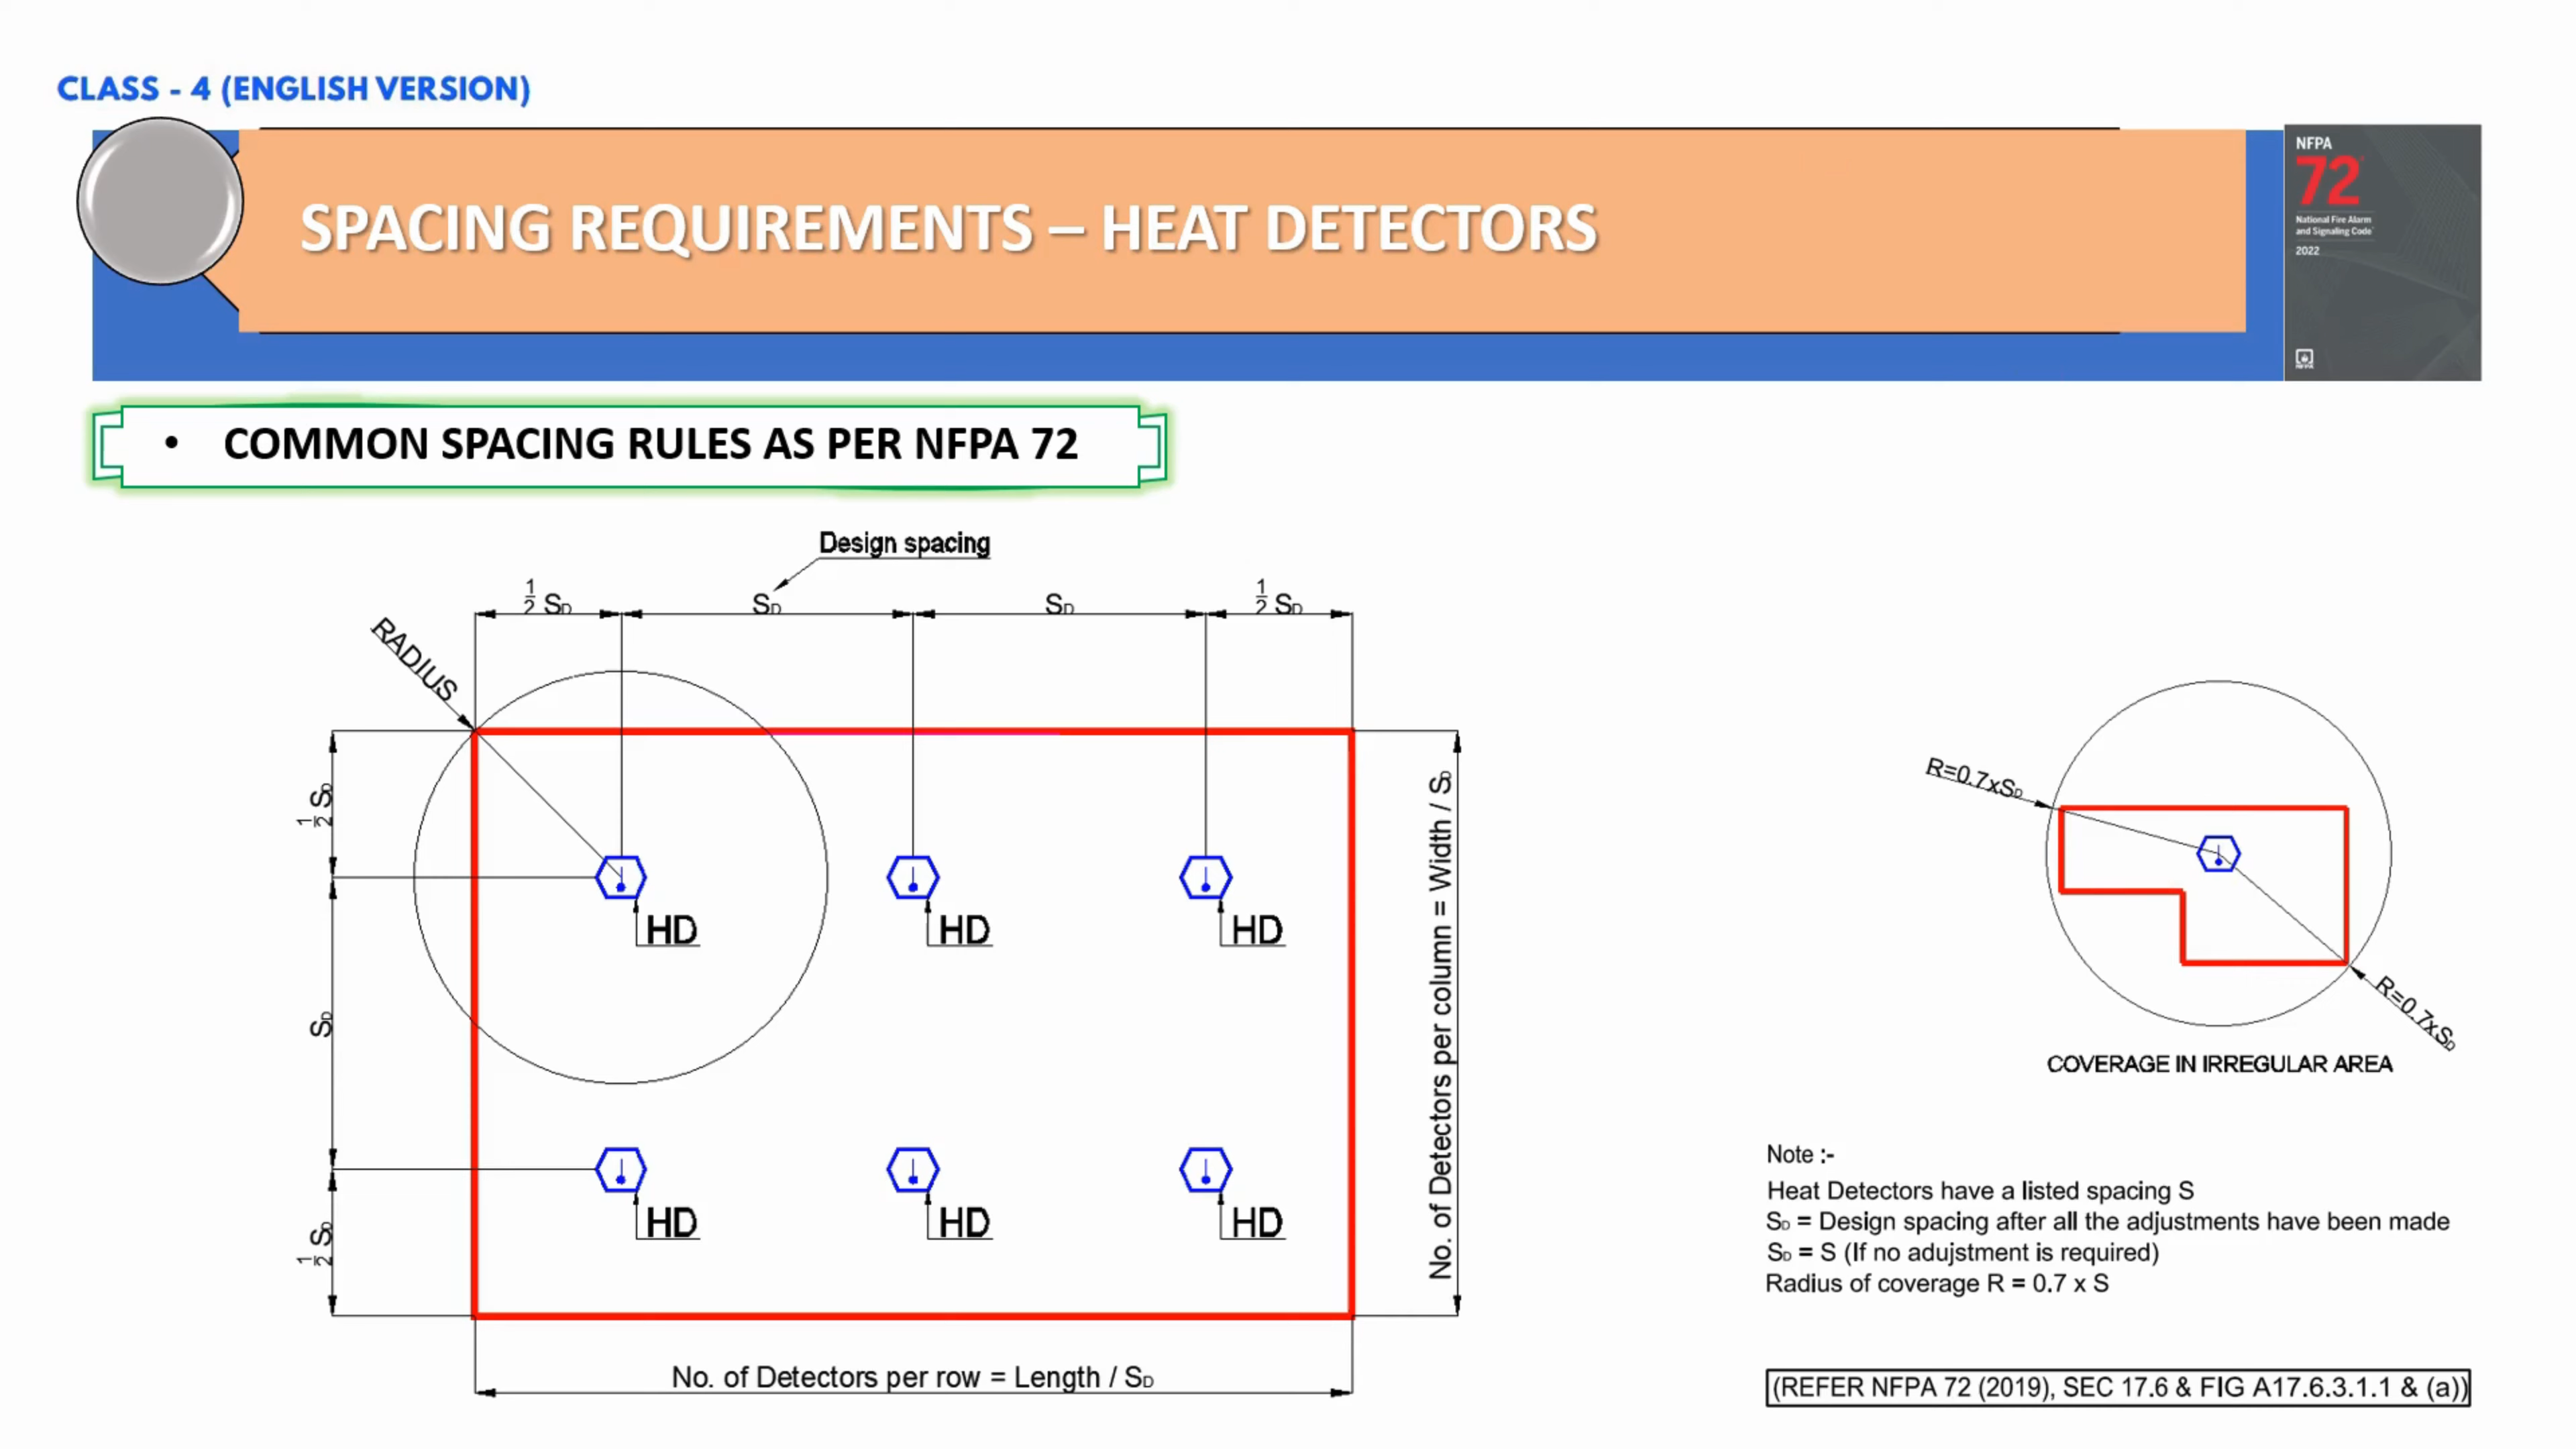 CLASS - 4 (ENGLISH VERSION)
SPACING REQUIREMENTS – HEAT DETECTORS
NFPA
72
National Fire Alarm
and Signaling Code
2022
NFPA
• COMMON SPACING RULES AS PER NFPA 72
Design spacing
1/2 SD
SD
SD
1/2 SD
RADIUS
1/2 SD
SD
1/2 SD
HD
HD
HD
HD
HD
HD
No. of Detectors per column = Width / SD
No. of Detectors per row = Length / SD
R=0.7xSD
R=0.7xSD
COVERAGE IN IRREGULAR AREA
Note :-
Heat Detectors have a listed spacing S
SD = Design spacing after all the adjustments have been made
SD = S (If no adujstment is required)
Radius of coverage R = 0.7 x S
(REFER NFPA 72 (2019), SEC 17.6 & FIG A17.6.3.1.1 & (a))